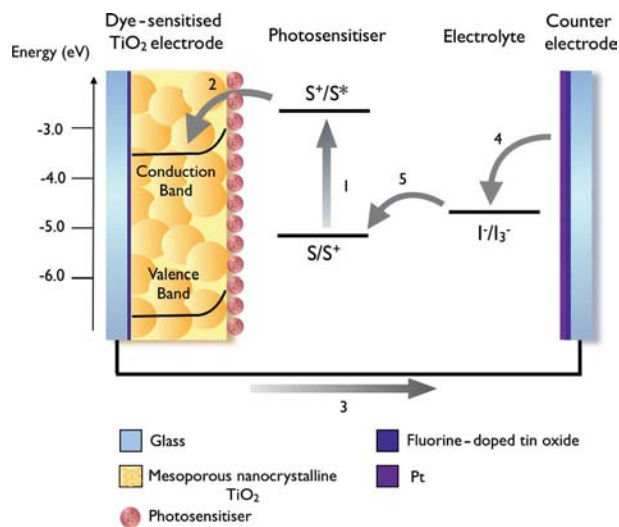 Dye-sensitised
TiO2 electrode
Photosensitiser
Electrolyte
Counter
electrode
Energy (eV)
-3.0
-4.0
-5.0
-6.0
2
Conduction
Band
Valence
Band
S+/S*
1
S/S+
5
4
I-/I3-
3
Glass
Mesoporous nanocrystalline
TiO2
Photosensitiser
Fluorine-doped tin oxide
Pt